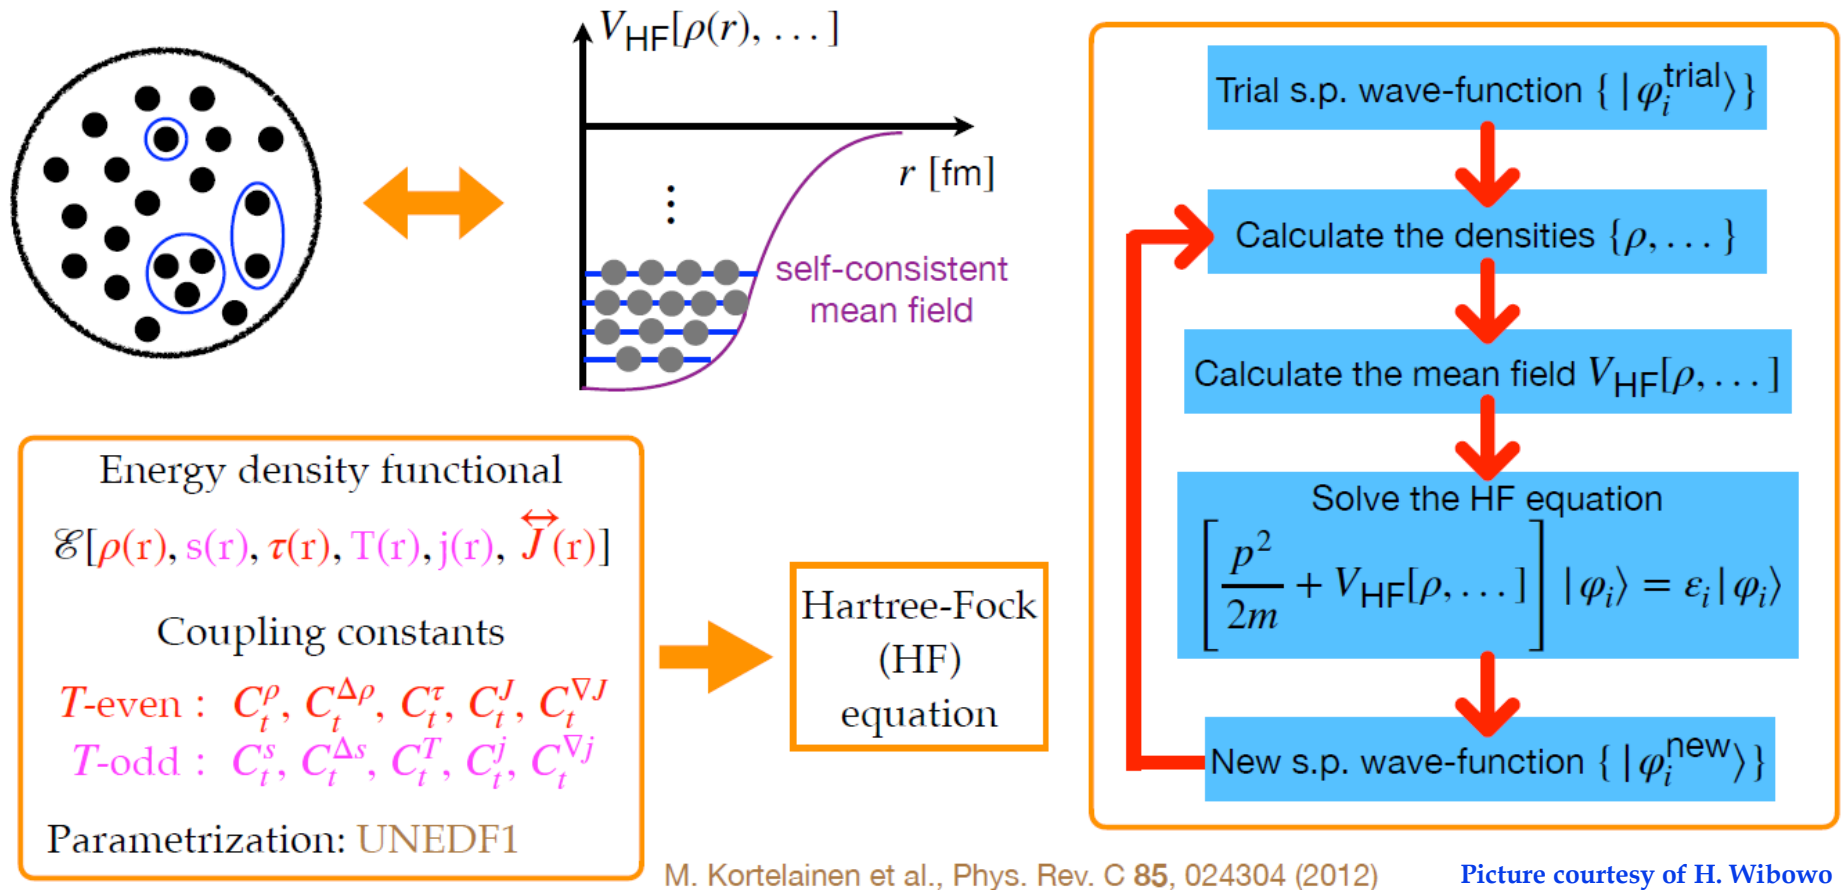 V_HF[ρ(r), . . . ]
r [fm]
⋮
self-consistent
mean field
Energy density functional
ℰ[ρ(r), s(r), τ(r), T(r), j(r), J⃡(r)]
Coupling constants
T-even : C_t^ρ, C_t^Δρ, C_t^τ, C_t^J, C_t^∇J
T-odd : C_t^s, C_t^Δs, C_t^T, C_t^j, C_t^∇j
Parametrization: UNEDF1
Hartree-Fock
(HF)
equation
Trial s.p. wave-function { |φ_i^trial⟩}
Calculate the densities {ρ, . . . }
Calculate the mean field V_HF[ρ, . . . ]
Solve the HF equation
[p²/2m + V_HF[ρ, . . . ]] |φ_i⟩ = ε_i|φ_i⟩
New s.p. wave-function { |φ_i^new⟩}
M. Kortelainen et al., Phys. Rev. C 85, 024304 (2012)
Picture courtesy of H. Wibowo